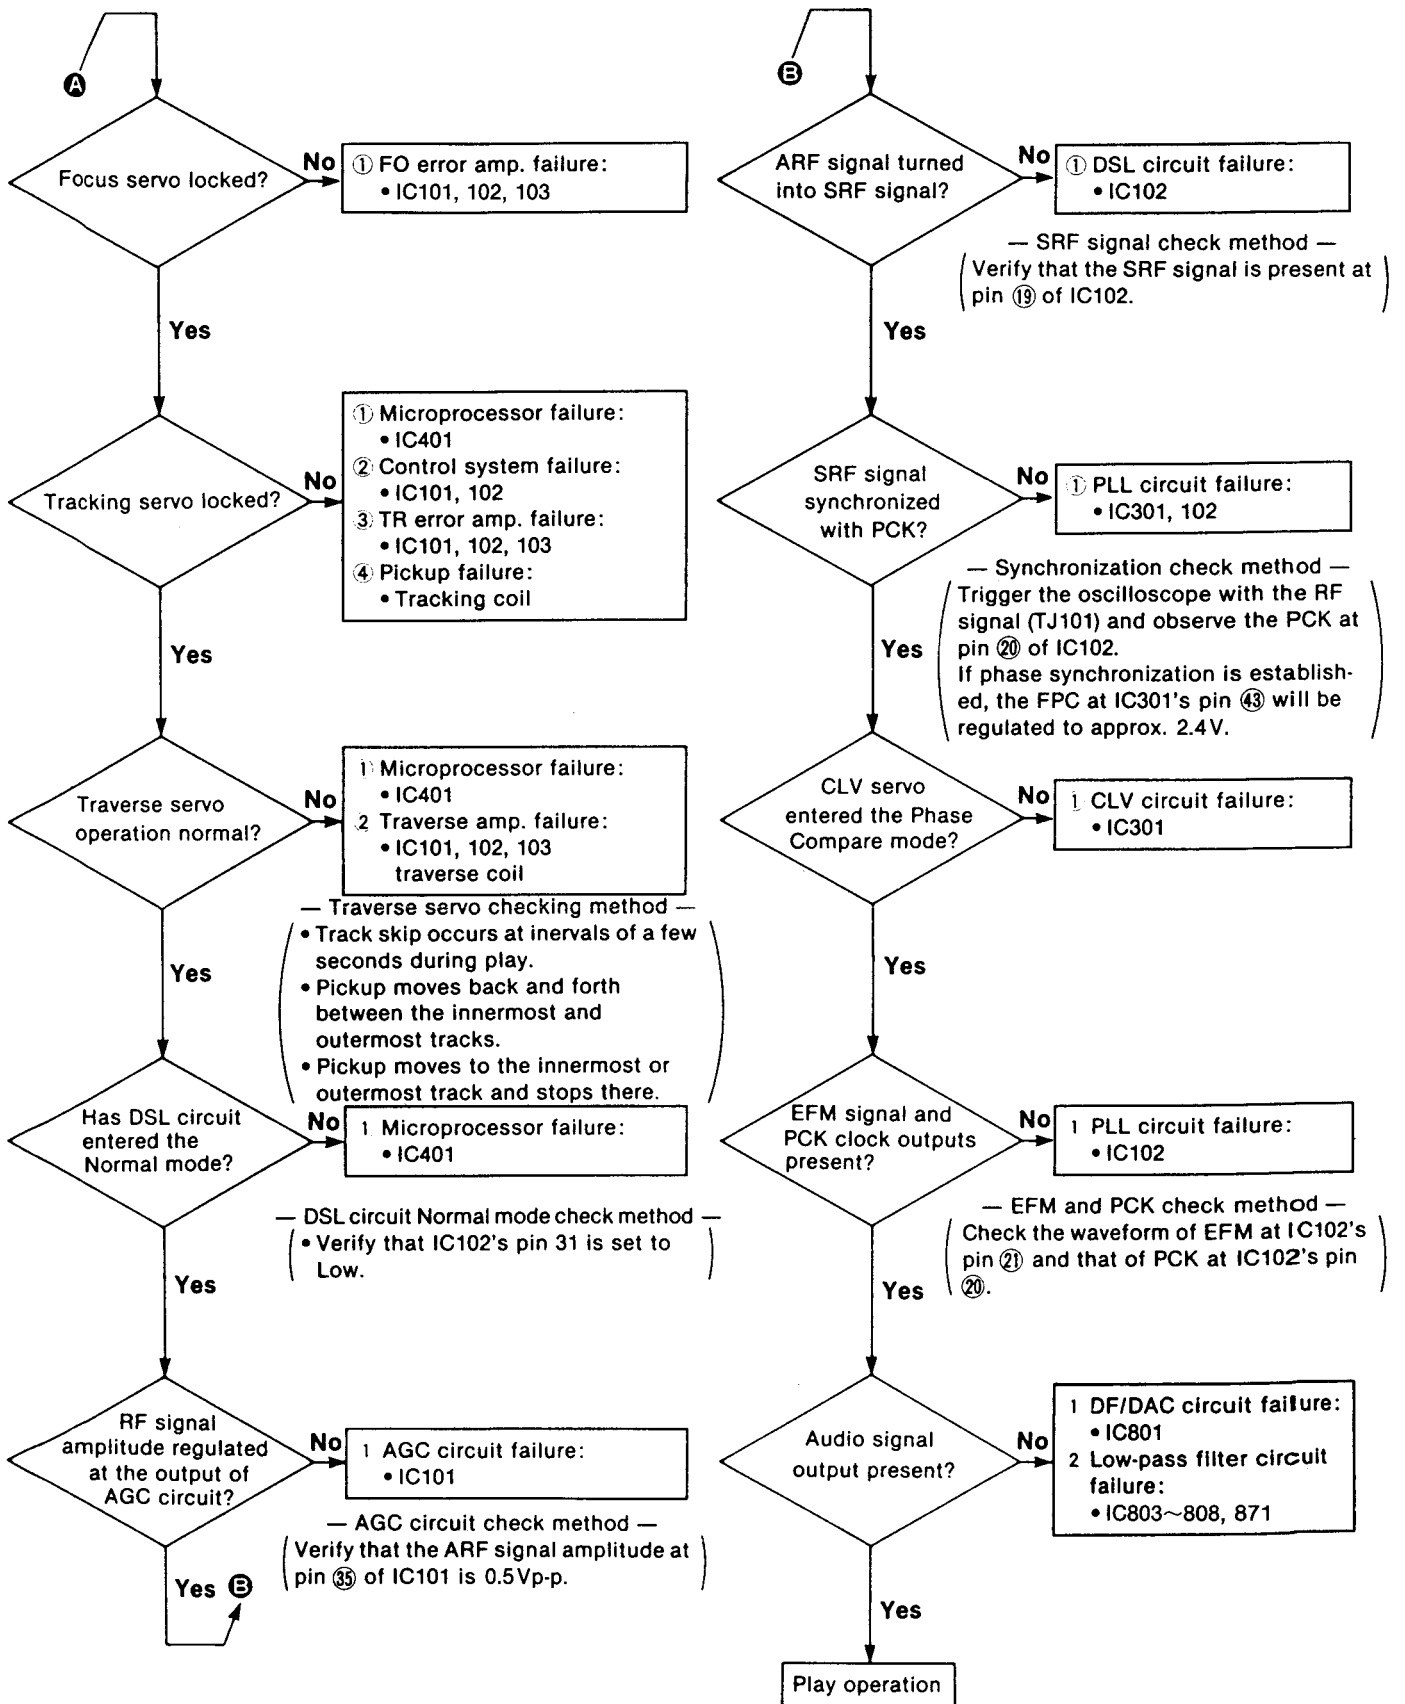 A
Focus servo locked?
No
① FO error amp. failure:
• IC101, 102, 103
Yes
Tracking servo locked?
No
① Microprocessor failure:
• IC401
② Control system failure:
• IC101, 102
③ TR error amp. failure:
• IC101, 102, 103
④ Pickup failure:
• Tracking coil
Yes
Traverse servo
operation normal?
No
1 Microprocessor failure:
• IC401
2 Traverse amp. failure:
• IC101, 102, 103
traverse coil
— Traverse servo checking method —
• Track skip occurs at inervals of a few
seconds during play.
• Pickup moves back and forth
between the innermost and
outermost tracks.
• Pickup moves to the innermost or
outermost track and stops there.
Yes
Has DSL circuit
entered the
Normal mode?
No
1 Microprocessor failure:
• IC401
— DSL circuit Normal mode check method —
• Verify that IC102's pin 31 is set to
Low.
Yes
RF signal
amplitude regulated
at the output of
AGC circuit?
No
1 AGC circuit failure:
• IC101
— AGC circuit check method —
Verify that the ARF signal amplitude at
pin ㉟ of IC101 is 0.5Vp-p.
Yes B
B
ARF signal turned
into SRF signal?
No
① DSL circuit failure:
• IC102
— SRF signal check method —
Verify that the SRF signal is present at
pin ⑲ of IC102.
Yes
SRF signal
synchronized
with PCK?
No
① PLL circuit failure:
• IC301, 102
— Synchronization check method —
Trigger the oscilloscope with the RF
signal (TJ101) and observe the PCK at
pin ⑳ of IC102.
If phase synchronization is establish-
ed, the FPC at IC301's pin ㊸ will be
regulated to approx. 2.4V.
Yes
CLV servo
entered the Phase
Compare mode?
No
1 CLV circuit failure:
• IC301
Yes
EFM signal and
PCK clock outputs
present?
No
1 PLL circuit failure:
• IC102
— EFM and PCK check method —
Check the waveform of EFM at IC102's
pin ㉑ and that of PCK at IC102's pin
⑳.
Yes
Audio signal
output present?
No
1 DF/DAC circuit failure:
• IC801
2 Low-pass filter circuit
failure:
• IC803~808, 871
Yes
Play operation